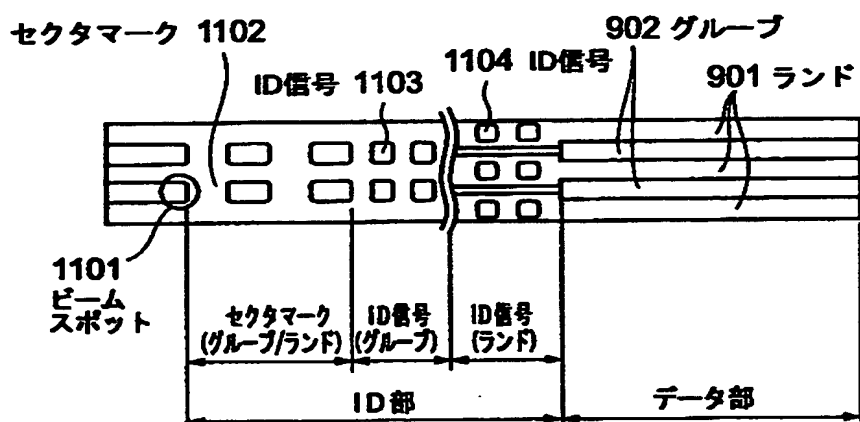 セクタマーク 1102
902 グルーブ
1104 ID信号
ID信号 1103
901 ランド
1101
ビーム
スポット
セクタマーク
(グルーブ/ランド)
ID信号
(グルーブ)
ID信号
(ランド)
ID部
データ部